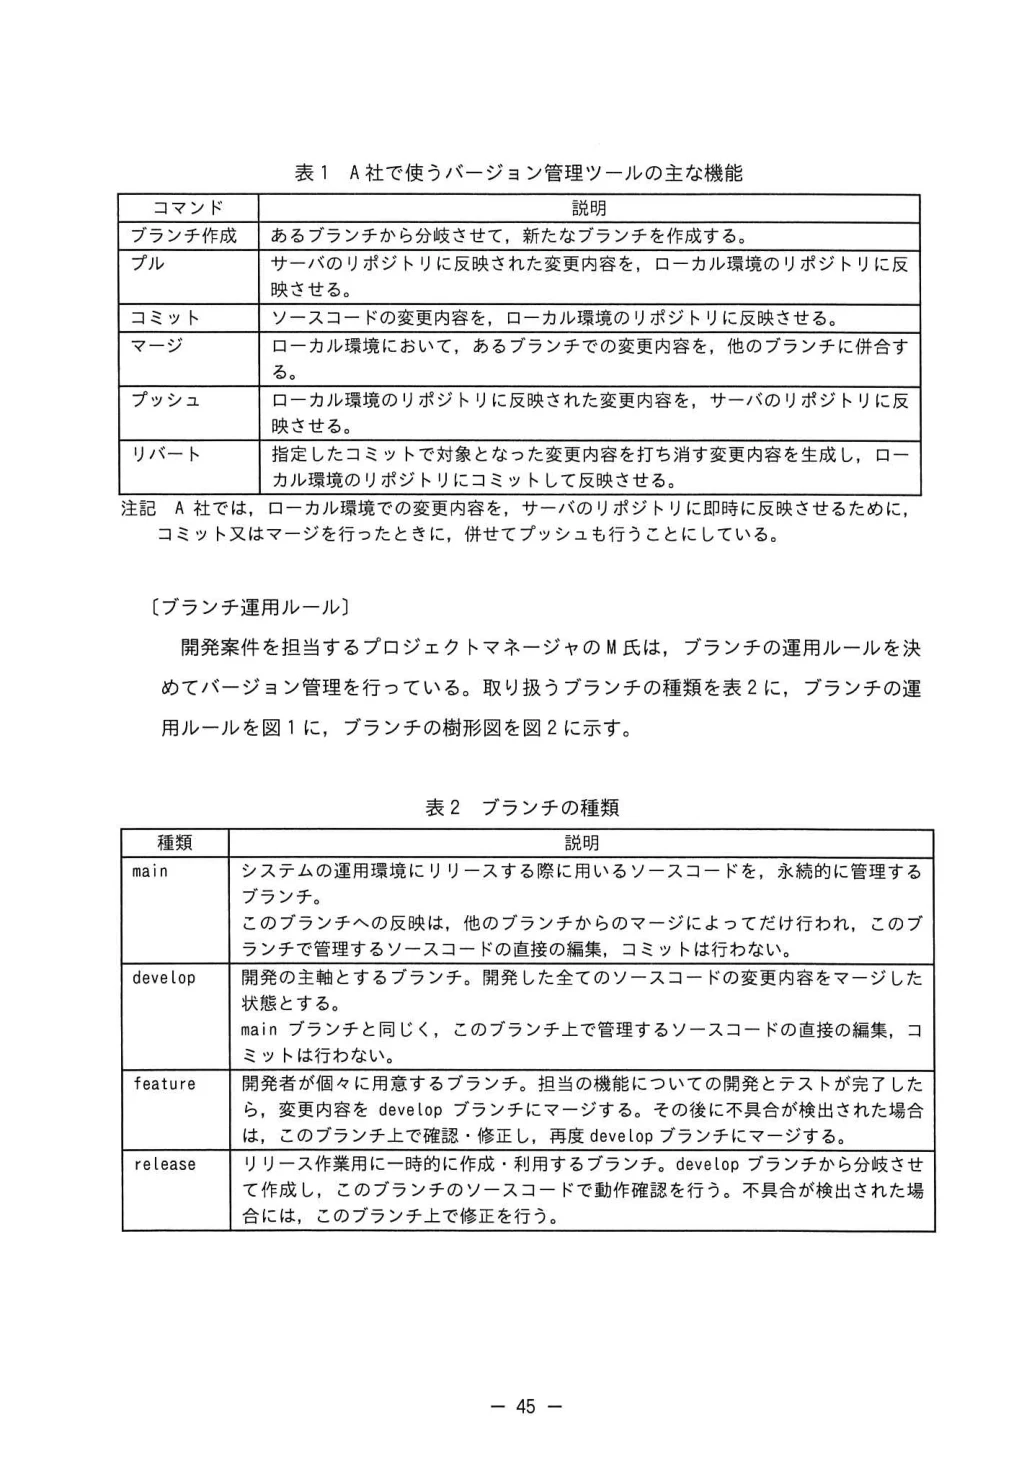 表1 A社で使うバージョン管理ツールの主な機能
コマンド 説明
ブランチ作成 あるブランチから分岐させて，新たなブランチを作成する。
プル サーバのリポジトリに反映された変更内容を，ローカル環境のリポジトリに反
映させる。
コミット ソースコードの変更内容を，ローカル環境のリポジトリに反映させる。
マージ ローカル環境において，あるブランチでの変更内容を，他のブランチに併合す
る。
プッシュ ローカル環境のリポジトリに反映された変更内容を，サーバのリポジトリに反
映させる。
リバート 指定したコミットで対象となった変更内容を打ち消す変更内容を生成し，ロー
カル環境のリポジトリにコミットして反映させる。
注記 A 社では，ローカル環境での変更内容を，サーバのリポジトリに即時に反映させるために，
コミット又はマージを行ったときに，併せてプッシュも行うことにしている。
〔ブランチ運用ルール〕
開発案件を担当するプロジェクトマネージャのM氏は，ブランチの運用ルールを決
めてバージョン管理を行っている。取り扱うブランチの種類を表2に，ブランチの運
用ルールを図1に，ブランチの樹形図を図2に示す。
表2 ブランチの種類
種類 説明
main システムの運用環境にリリースする際に用いるソースコードを，永続的に管理する
ブランチ。
このブランチへの反映は，他のブランチからのマージによってだけ行われ，このブ
ランチで管理するソースコードの直接の編集，コミットは行わない。
develop 開発の主軸とするブランチ。開発した全てのソースコードの変更内容をマージした
状態とする。
main ブランチと同じく，このブランチ上で管理するソースコードの直接の編集，コ
ミットは行わない。
feature 開発者が個々に用意するブランチ。担当の機能についての開発とテストが完了した
ら，変更内容を develop ブランチにマージする。その後に不具合が検出された場合
は，このブランチ上で確認・修正し，再度 develop ブランチにマージする。
release リリース作業用に一時的に作成・利用するブランチ。develop ブランチから分岐させ
て作成し，このブランチのソースコードで動作確認を行う。不具合が検出された場
合には，このブランチ上で修正を行う。
－ 45 －